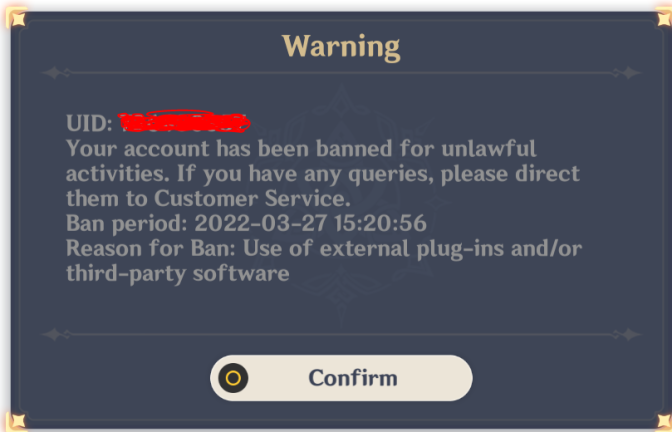 Warning
UID:
Your account has been banned for unlawful
activities. If you have any queries, please direct
them to Customer Service.
Ban period: 2022-03-27 15:20:56
Reason for Ban: Use of external plug-ins and/or
third-party software
Confirm